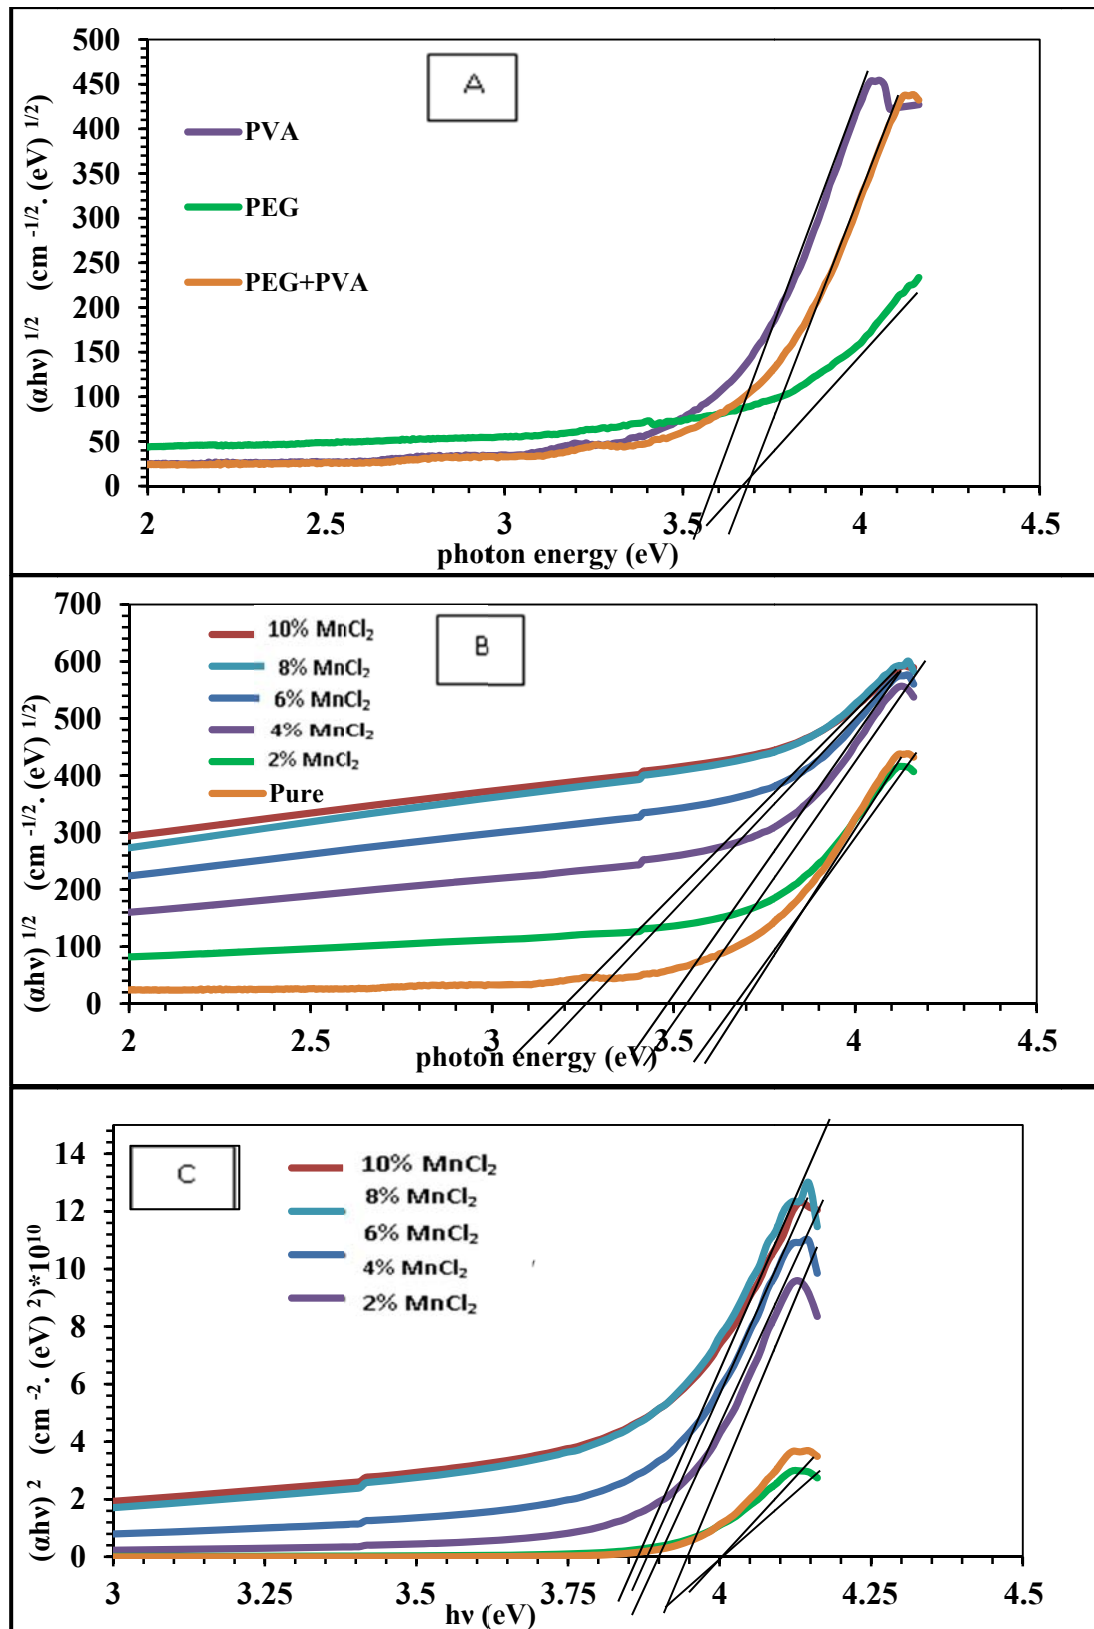 A
500
450
400
350
300
250
200
150
100
50
0
(αhν) 1/2 (cm -1/2. (eV) 1/2)
PVA
PEG
PEG+PVA
2 2.5 3 3.5 4 4.5
photon energy (eV)
B
700
600
500
400
300
200
100
0
(αhν) 1/2 (cm -1/2. (eV) 1/2)
10% MnCl2
8% MnCl2
6% MnCl2
4% MnCl2
2% MnCl2
Pure
2 2.5 3 3.5 4 4.5
photon energy (eV)
C
14
12
10
8
6
4
2
0
(αhν) 2 (cm -2. (eV) 2)*10^10
10% MnCl2
8% MnCl2
6% MnCl2
4% MnCl2
2% MnCl2
3 3.25 3.5 3.75 4 4.25 4.5
hν (eV)